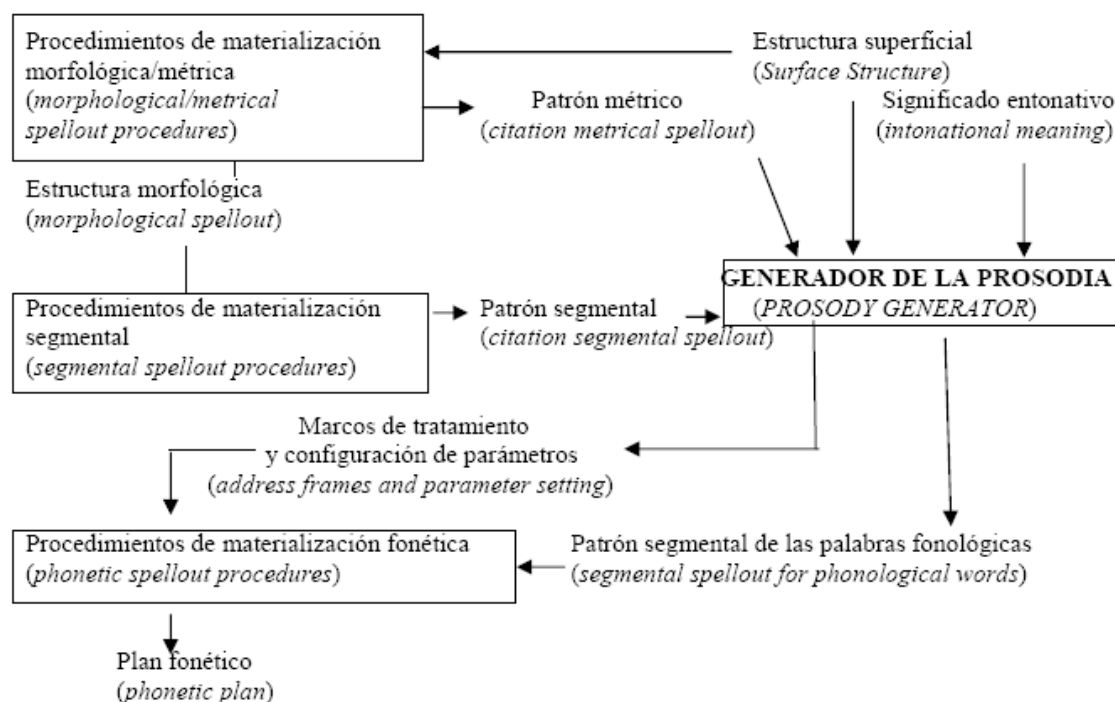 Procedimientos de materialización
morfológica/métrica
(morphological/metrical
spellout procedures)
Estructura superficial
(Surface Structure)
Patrón métrico
(citation metrical spellout)
Significado entonativo
(intonational meaning)
Estructura morfológica
(morphological spellout)
GENERADOR DE LA PROSODIA
(PROSODY GENERATOR)
Procedimientos de materialización
segmental
(segmental spellout procedures)
Patrón segmental
(citation segmental spellout)
Marcos de tratamiento
y configuración de parámetros
(address frames and parameter setting)
Procedimientos de materialización fonética
(phonetic spellout procedures)
Patrón segmental de las palabras fonológicas
(segmental spellout for phonological words)
Plan fonético
(phonetic plan)